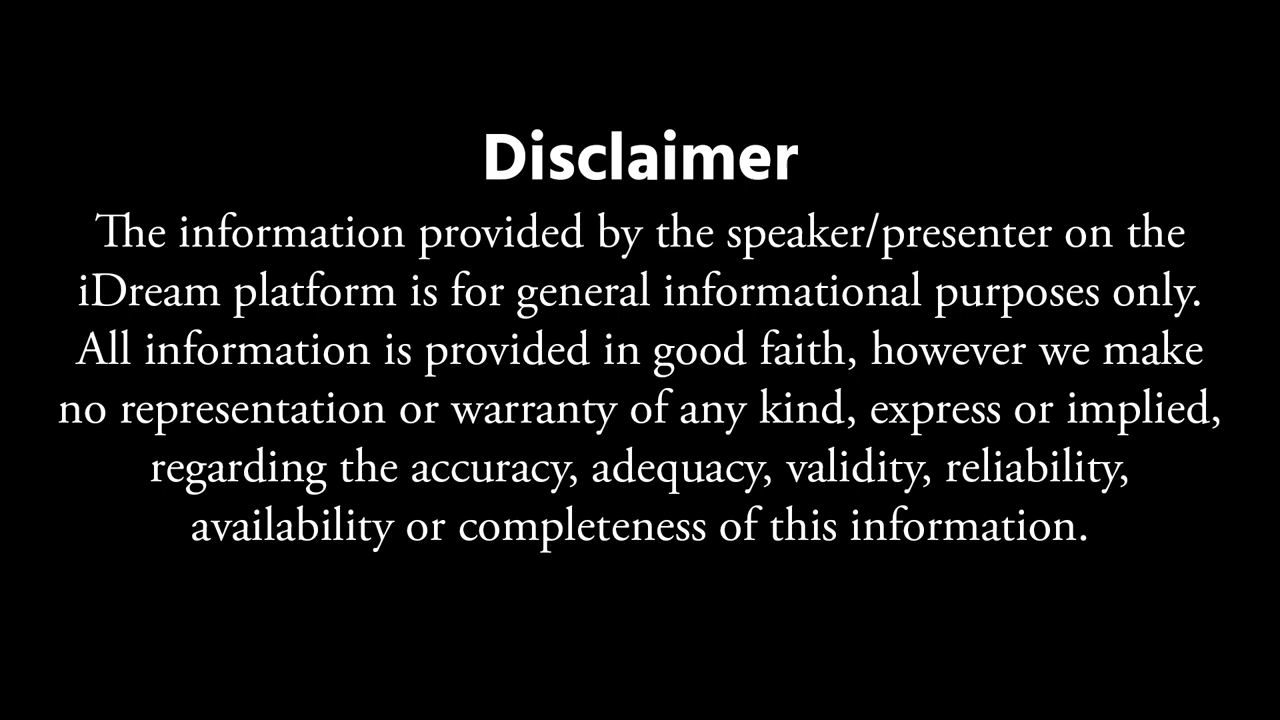 Disclaimer
The information provided by the speaker/presenter on the
iDream platform is for general informational purposes only.
All information is provided in good faith, however we make
no representation or warranty of any kind, express or implied,
regarding the accuracy, adequacy, validity, reliability,
availability or completeness of this information.